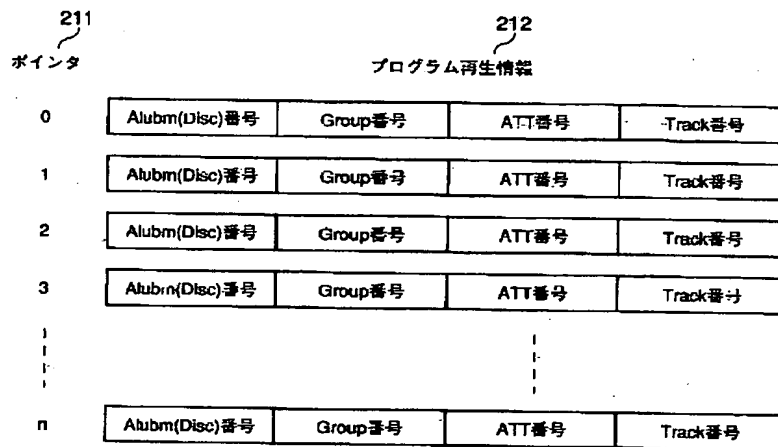 211 212
ポインタ プログラム再生情報
0 Alubm(Disc)番号 Group番号 ATT番号 Track番号
1 Alubm(Disc)番号 Group番号 ATT番号 Track番号
2 Alubm(Disc)番号 Group番号 ATT番号 Track番号
3 Alubm(Disc)番号 Group番号 ATT番号 Track番号
n Alubm(Disc)番号 Group番号 ATT番号 Track番号